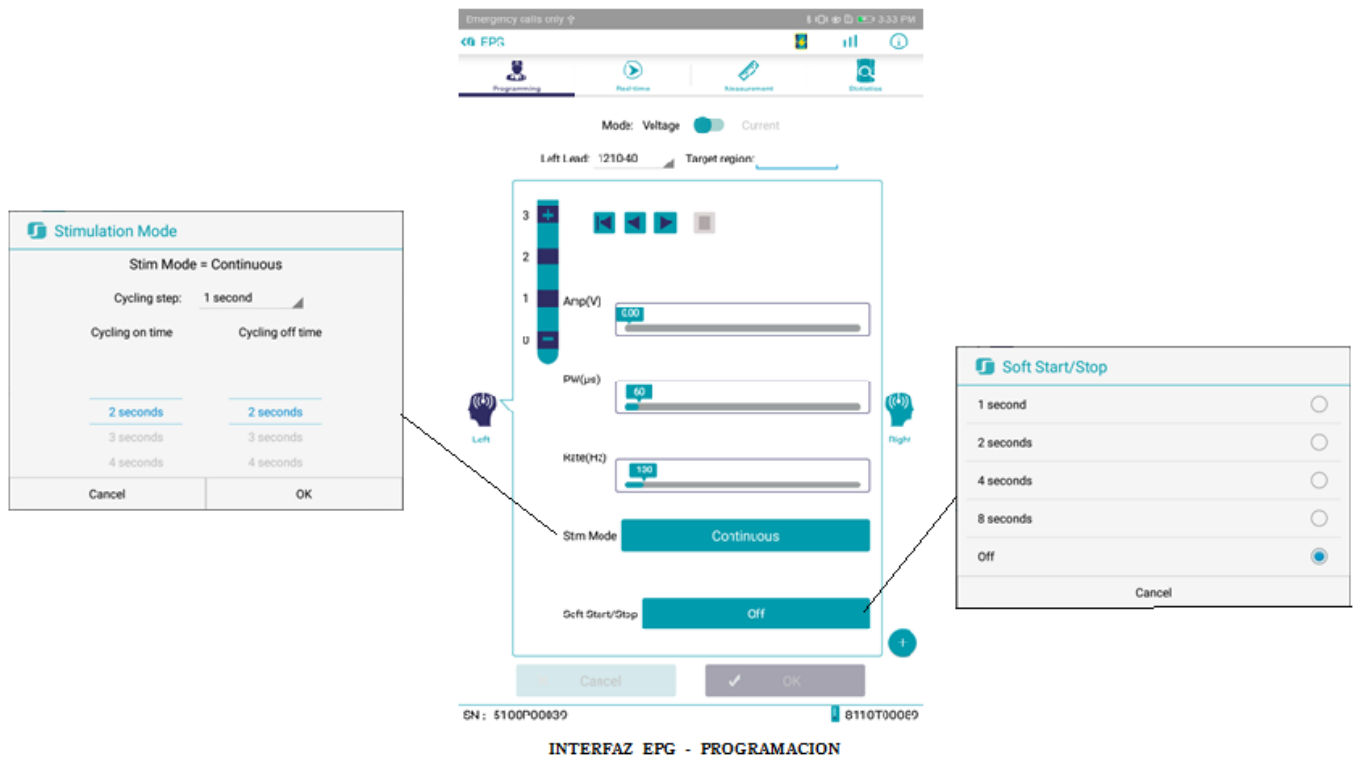 Emergency calls only
3:33 PM
EPG
Programming
Real-time
Measurement
Statistics
Mode: Voltage
Current
Left Lead: 1210-40
Target region:
3
2
1
0
Amp(V)
0.00
PW(μs)
60
Rate(Hz)
130
Left
Right
Stim Mode
Continuous
Soft Start/Stop
Off
Cancel
OK
SN :
Stimulation Mode
Stim Mode = Continuous
Cycling step: 1 second
Cycling on time
Cycling off time
2 seconds
2 seconds
3 seconds
3 seconds
4 seconds
4 seconds
Cancel
OK
Soft Start/Stop
1 second
2 seconds
4 seconds
8 seconds
Off
Cancel
INTERFAZ EPG - PROGRAMACION